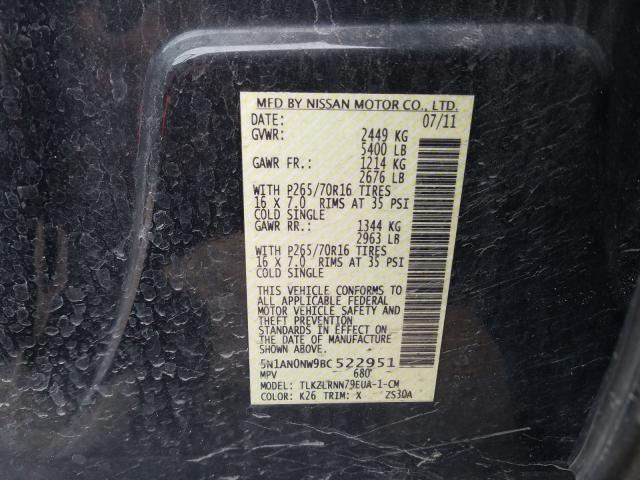 MFD BY NISSAN MOTOR CO., LTD.
DATE: 07/11
GVWR: 2449 KG
5400 LB
GAWR FR.: 1214 KG
2676 LB
WITH P265/70R16 TIRES
16 X 7.0 RIMS AT 35 PSI
COLD SINGLE
GAWR RR.: 1344 KG
2963 LB
WITH P265/70R16 TIRES
16 X 7.0 RIMS AT 35 PSI
COLD SINGLE
THIS VEHICLE CONFORMS TO
ALL APPLICABLE FEDERAL
MOTOR VEHICLE SAFETY AND
THEFT PREVENTION
STANDARDS IN EFFECT ON
THE DATE OF MANUFACTURE
SHOWN ABOVE.
5N1AN0NW9BC522951
MPV 680
MODEL: TLKZLRNN79EUA-1-CM
COLOR: K26 TRIM: X ZS30A